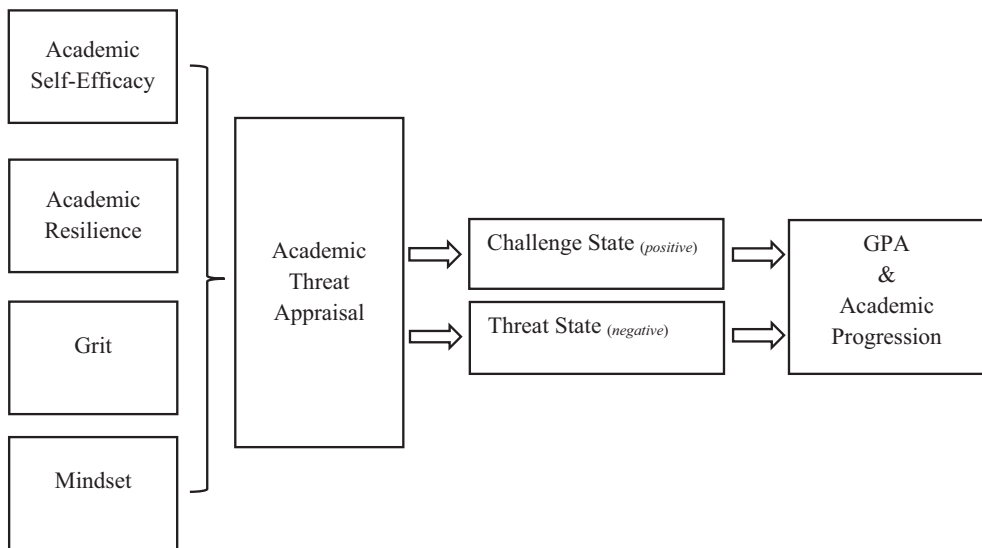 Academic
Self-Efficacy
Academic
Resilience
Grit
Mindset
Academic
Threat
Appraisal
Challenge State (positive)
Threat State (negative)
GPA
&
Academic
Progression